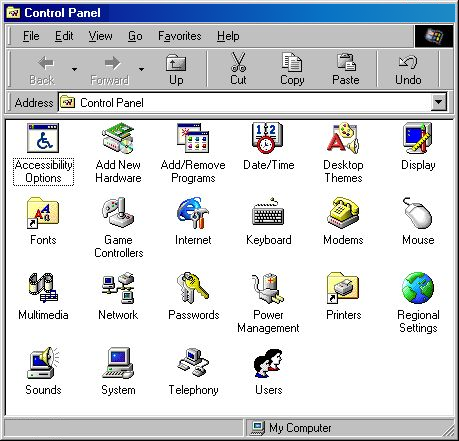 Control Panel
File Edit View Go Favorites Help
Back Forward Up Cut Copy Paste Undo
Address Control Panel
Accessibility Options
Add New Hardware
Add/Remove Programs
Date/Time
Desktop Themes
Display
Fonts
Game Controllers
Internet
Keyboard
Modems
Mouse
Multimedia
Network
Passwords
Power Management
Printers
Regional Settings
Sounds
System
Telephony
Users
My Computer